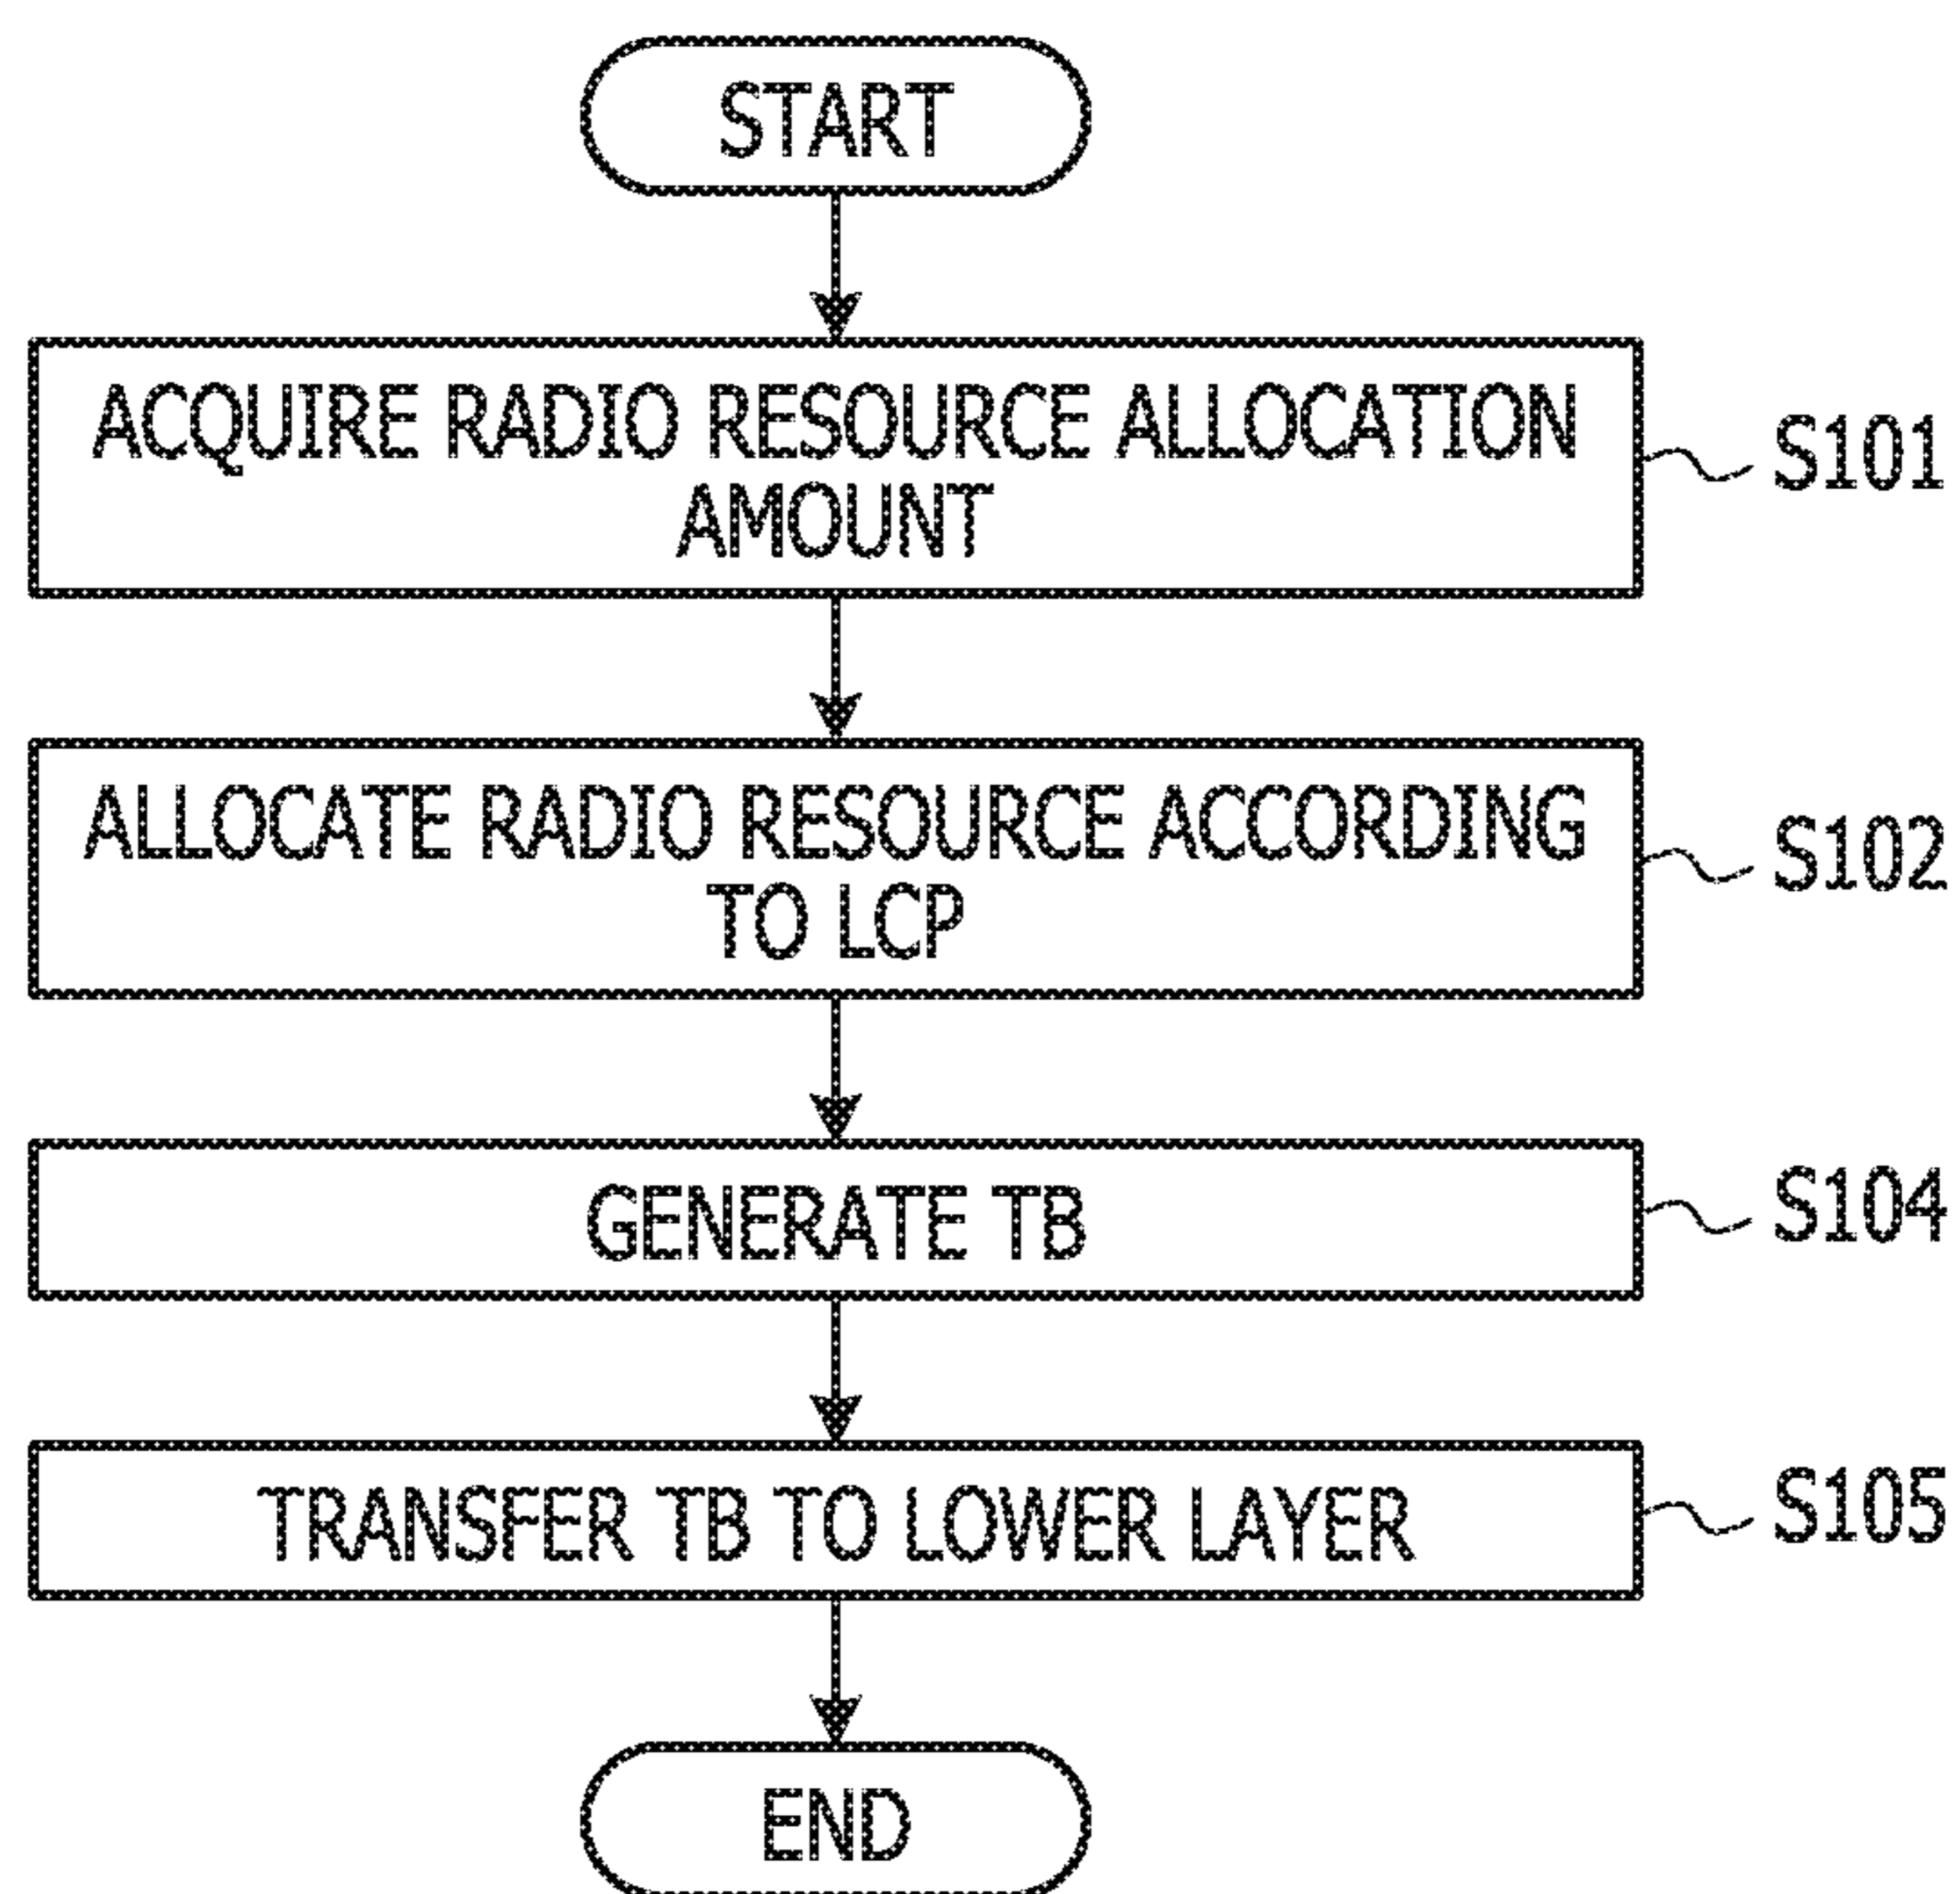 START
ACQUIRE RADIO RESOURCE ALLOCATION
AMOUNT
S101
ALLOCATE RADIO RESOURCE ACCORDING
TO LCP
S102
GENERATE TB
S104
TRANSFER TB TO LOWER LAYER
S105
END